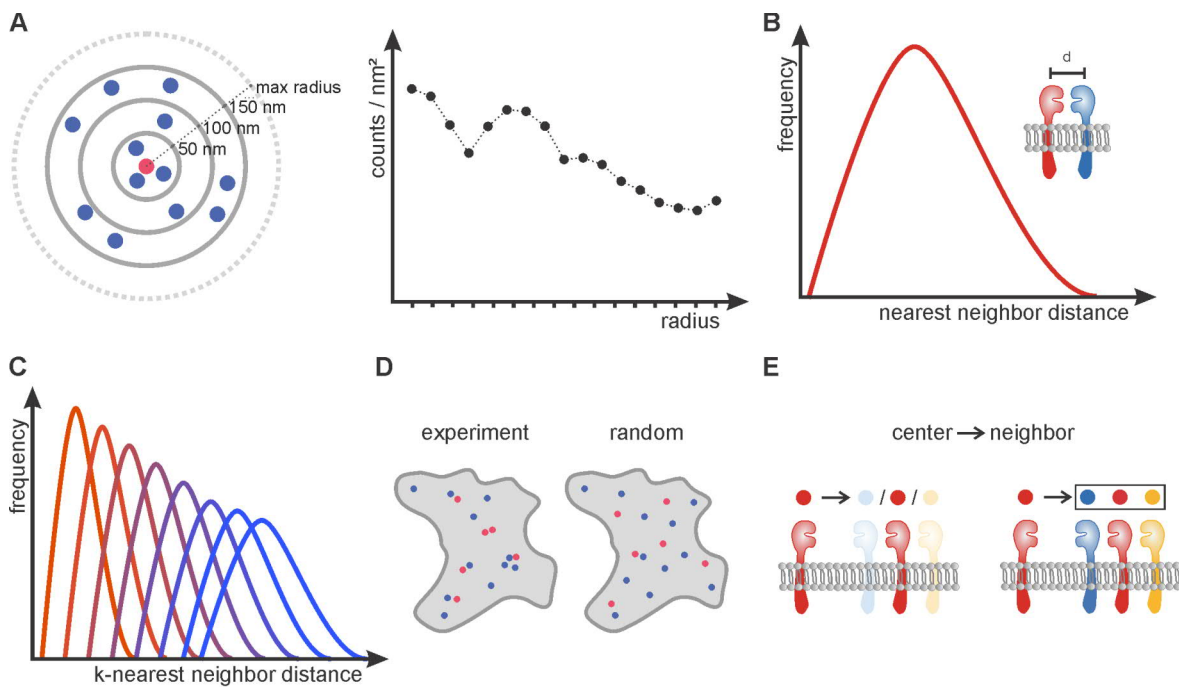 A
max radius
150 nm
100 nm
50 nm
counts / nm²
radius
B
frequency
d
nearest neighbor distance
C
frequency
k-nearest neighbor distance
D
experiment
random
E
center → neighbor
→ / /
→